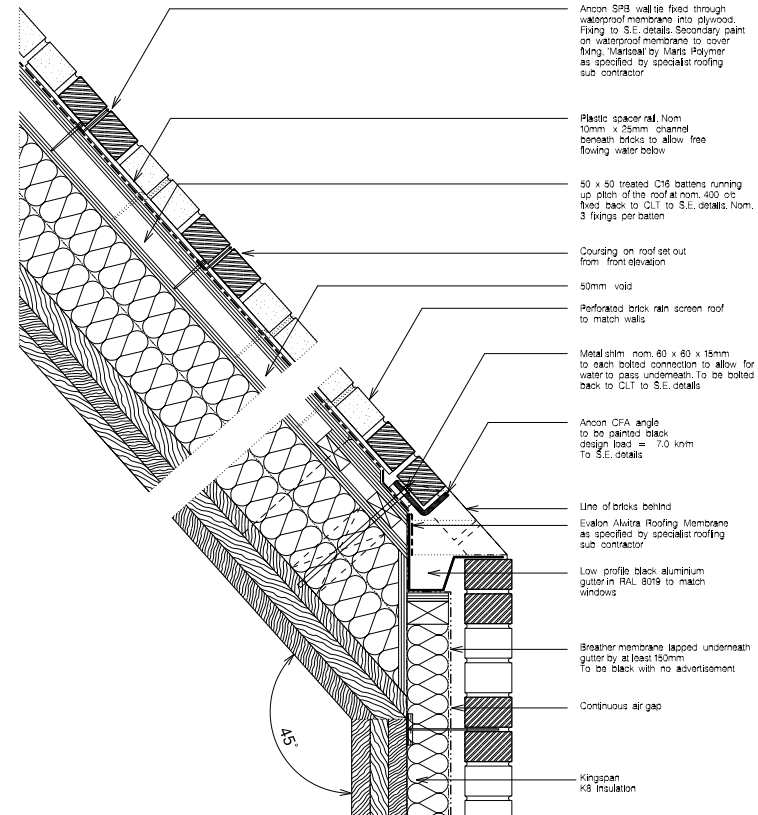 Ancon SPB wall tie fixed through
waterproof membrane into plywood.
Fixing to S.E. details. Secondary paint
on waterproof membrane to cover
fixing, 'Mariseal' by Maris Polymer
as specified by specialist roofing
sub contractor
Plastic spacer rail. Nom
10mm x 25mm channel
beneath bricks to allow free
flowing water below
50 x 50 treated C16 battens running
up pitch of the roof at nom. 400 c/c
fixed back to CLT to S.E. details. Nom.
3 fixings per batten
Coursing on roof set out
from front elevation
50mm void
Perforated brick rain screen roof
to match walls
Metal shim nom. 60 x 60 x 15mm
to each bolted connection to allow for
water to pass underneath. To be bolted
back to CLT to S.E. details
Ancon CFA angle
to be painted black
design load = 7.0 kn/m
To S.E. details
Line of bricks behind
Evalon Alwitra Roofing Membrane
as specified by specialist roofing
sub contractor
Low profile black aluminium
gutter in RAL 8019 to match
windows
Breather membrane lapped underneath
gutter by at least 150mm
To be black with no advertisement
Continuous air gap
45°
Kingspan
K8 insulation